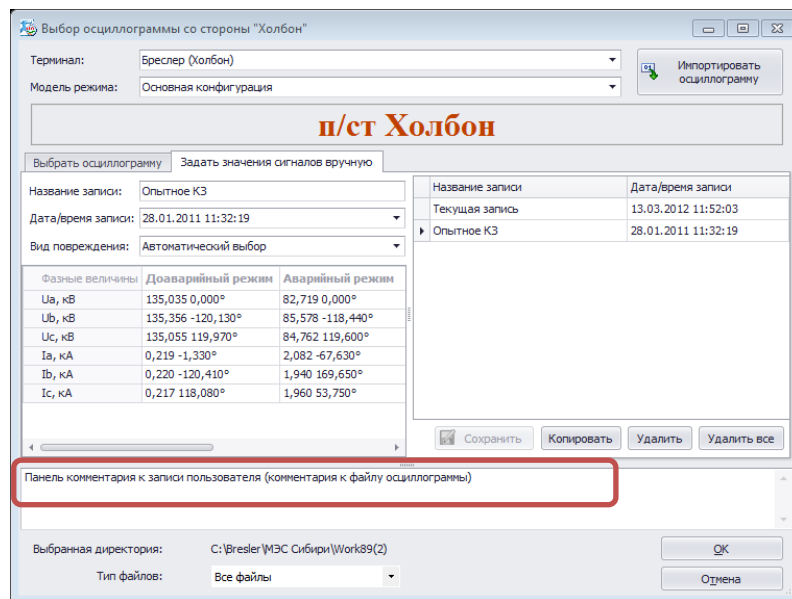 Выбор осциллограммы со стороны "Холбон"
Терминал: Бреслер (Холбон)
Модель режима: Основная конфигурация
Импортировать осциллограмму
п/ст Холбон
Выбрать осциллограмму Задать значения сигналов вручную
Название записи: Опытное КЗ
Дата/время записи: 28.01.2011 11:32:19
Вид повреждения: Автоматический выбор
Фазные величины Доаварийный режим Аварийный режим
Ua, кВ 135,035 0,000° 82,719 0,000°
Ub, кВ 135,356 -120,130° 85,578 -118,440°
Uc, кВ 135,055 119,970° 84,762 119,600°
Ia, кА 0,219 -1,330° 2,082 -67,630°
Ib, кА 0,220 -120,410° 1,940 169,650°
Ic, кА 0,217 118,080° 1,960 53,750°
Название записи Дата/время записи
Текущая запись 13.03.2012 11:52:03
Опытное КЗ 28.01.2011 11:32:19
Сохранить Копировать Удалить Удалить все
Панель комментария к записи пользователя (комментария к файлу осциллограммы)
Выбранная директория: C:\Bresler\МЭС Сибири\Work89(2)
Тип файлов: Все файлы
OK
Отмена